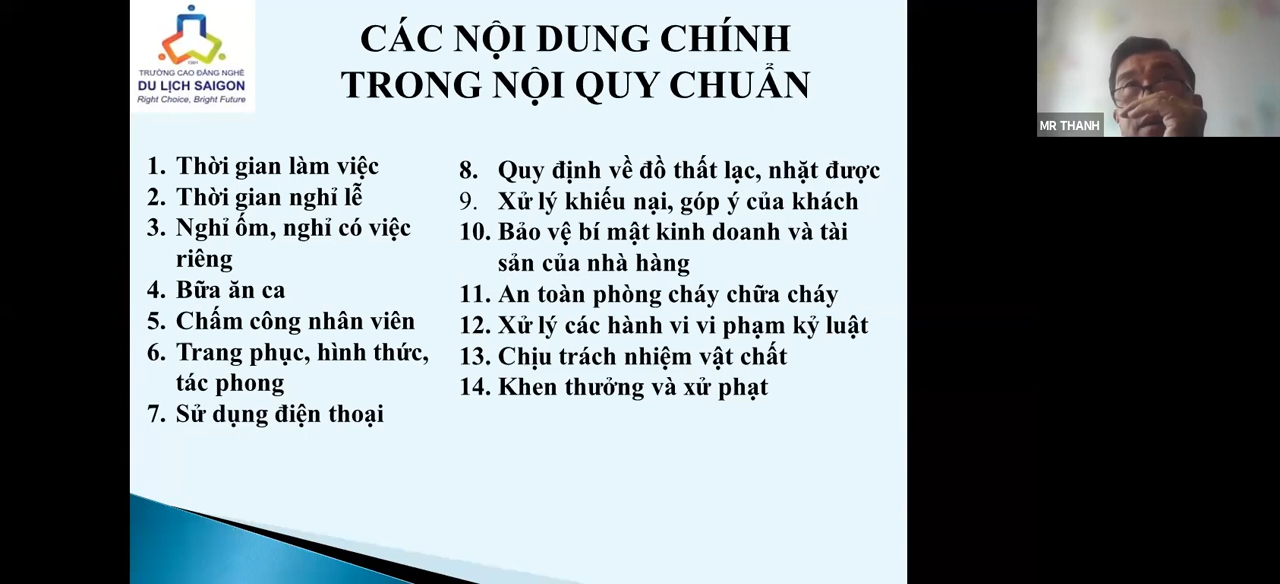 1991
TRƯỜNG CAO ĐẲNG NGHỀ
DU LỊCH SAIGON
Right Choice, Bright Future
CÁC NỘI DUNG CHÍNH
TRONG NỘI QUY CHUẨN
1. Thời gian làm việc
2. Thời gian nghỉ lễ
3. Nghỉ ốm, nghỉ có việc
riêng
4. Bữa ăn ca
5. Chấm công nhân viên
6. Trang phục, hình thức,
tác phong
7. Sử dụng điện thoại
8. Quy định về đồ thất lạc, nhặt được
9. Xử lý khiếu nại, góp ý của khách
10. Bảo vệ bí mật kinh doanh và tài
sản của nhà hàng
11. An toàn phòng cháy chữa cháy
12. Xử lý các hành vi vi phạm kỷ luật
13. Chịu trách nhiệm vật chất
14. Khen thưởng và xử phạt
MR THANH